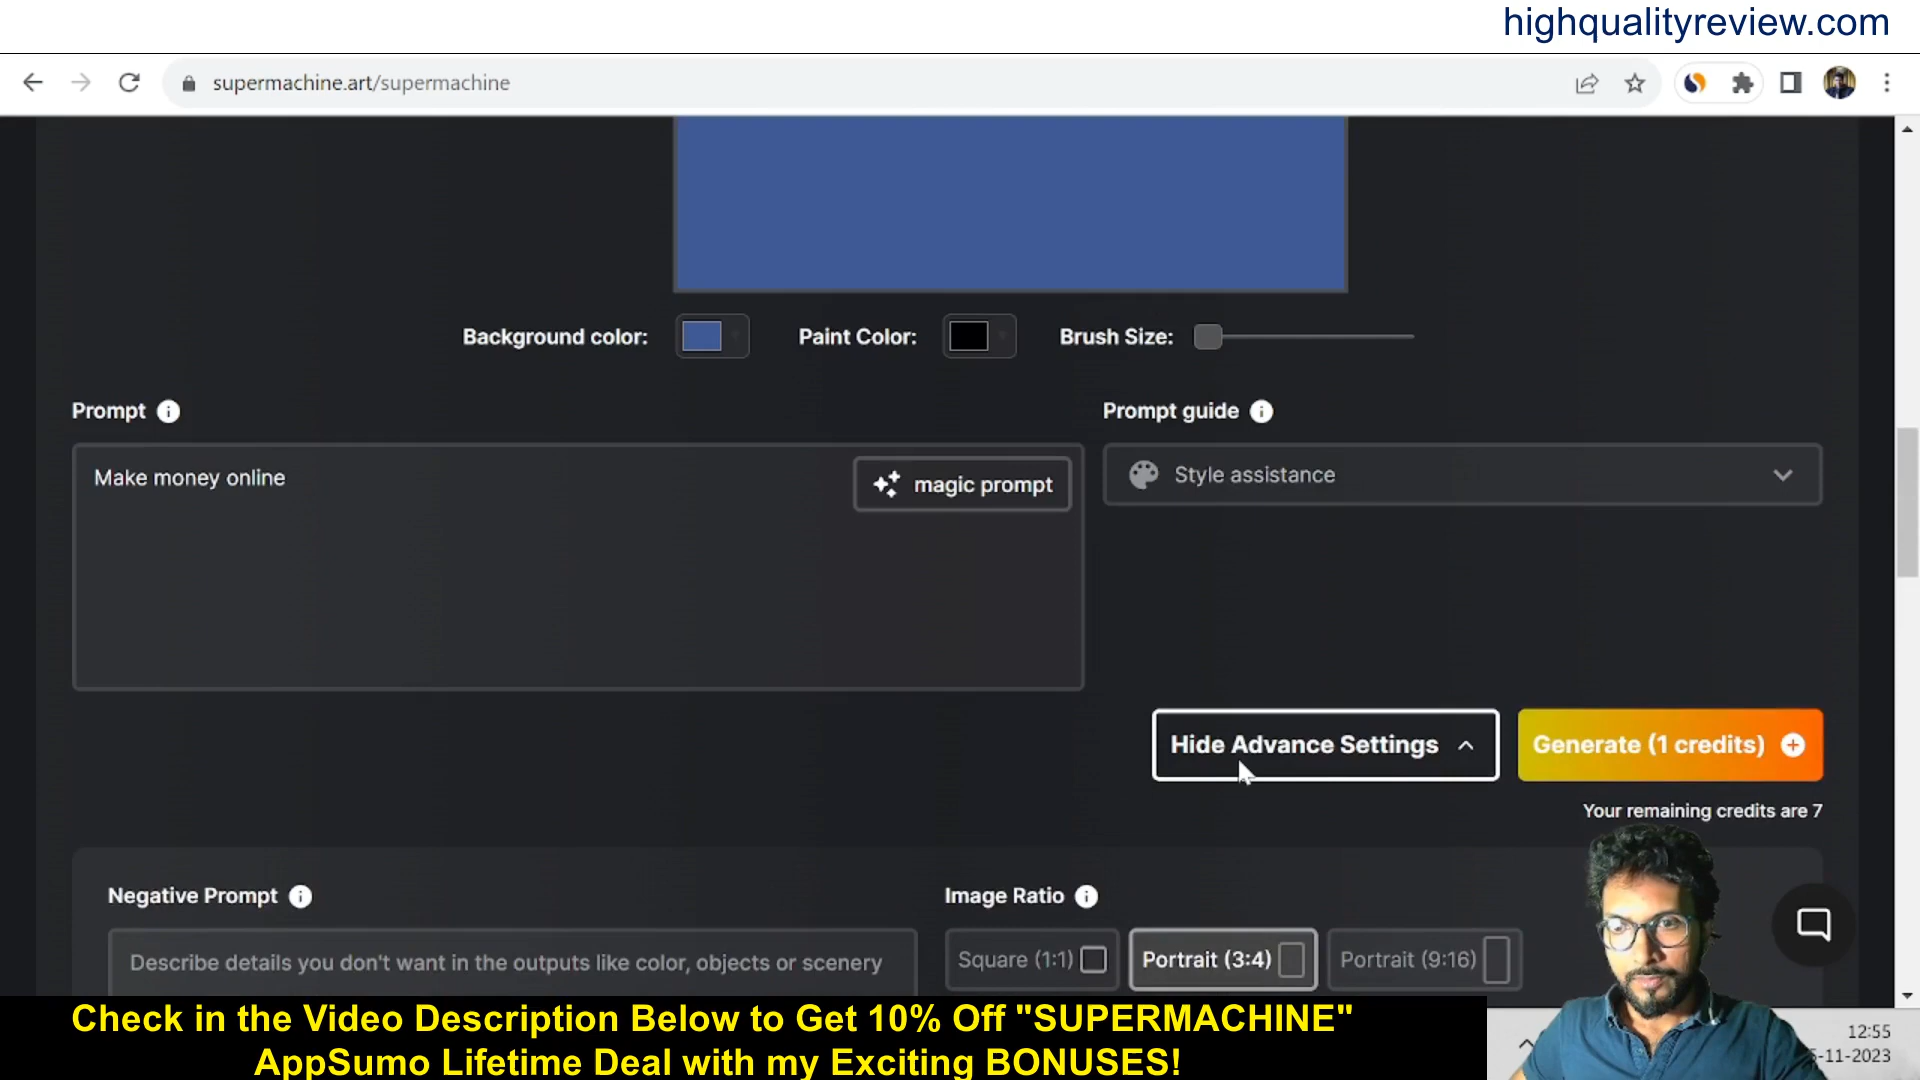 highqualityreview.com
supermachine.art/supermachine
Background color:
Paint Color:
Brush Size:
Prompt
Prompt guide
Make money online
magic prompt
Style assistance
Hide Advance Settings
Generate (1 credits)
Your remaining credits are 7
Negative Prompt
Image Ratio
Describe details you don't want in the outputs like color, objects or scenery
Square (1:1)
Portrait (3:4)
Portrait (9:16)
Check in the Video Description Below to Get 10% Off "SUPERMACHINE"
AppSumo Lifetime Deal with my Exciting BONUSES!
12:55
5-11-2023